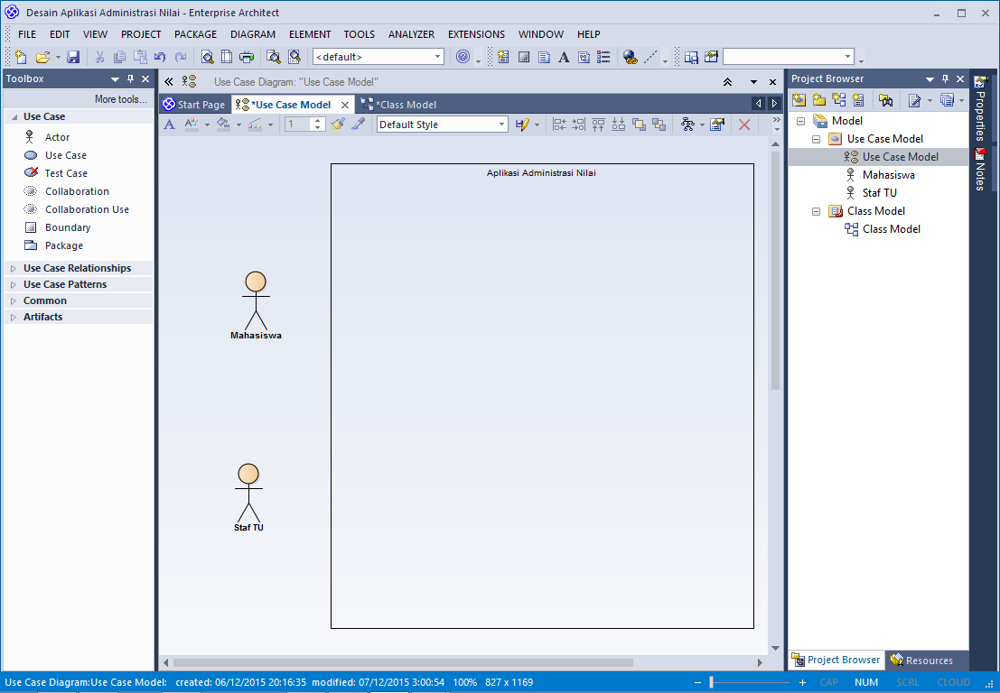 Desain Aplikasi Administrasi Nilai - Enterprise Architect
FILE EDIT VIEW PROJECT PACKAGE DIAGRAM ELEMENT TOOLS ANALYZER EXTENSIONS WINDOW HELP
<default>
Toolbox
More tools...
Use Case
Actor
Use Case
Test Case
Collaboration
Collaboration Use
Boundary
Package
Use Case Relationships
Use Case Patterns
Common
Artifacts
Use Case Diagram: "Use Case Model"
Start Page *Use Case Model *Class Model
1 Default Style
Aplikasi Administrasi Nilai
Mahasiswa
Staf TU
Project Browser
Model
Use Case Model
Use Case Model
Mahasiswa
Staf TU
Class Model
Class Model
Project Browser Resources
Properties
Notes
Use Case Diagram:Use Case Model: created: 06/12/2015 20:16:35 modified: 07/12/2015 3:00:54 100% 827 x 1169 CAP NUM SCRL CLOUD